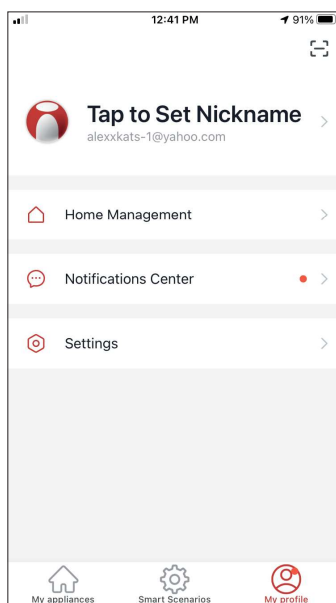 12:41 PM
91%
Tap to Set Nickname
alexxkats-1@yahoo.com
Home Management
Notifications Center
Settings
My appliances
Smart Scenarios
My profile